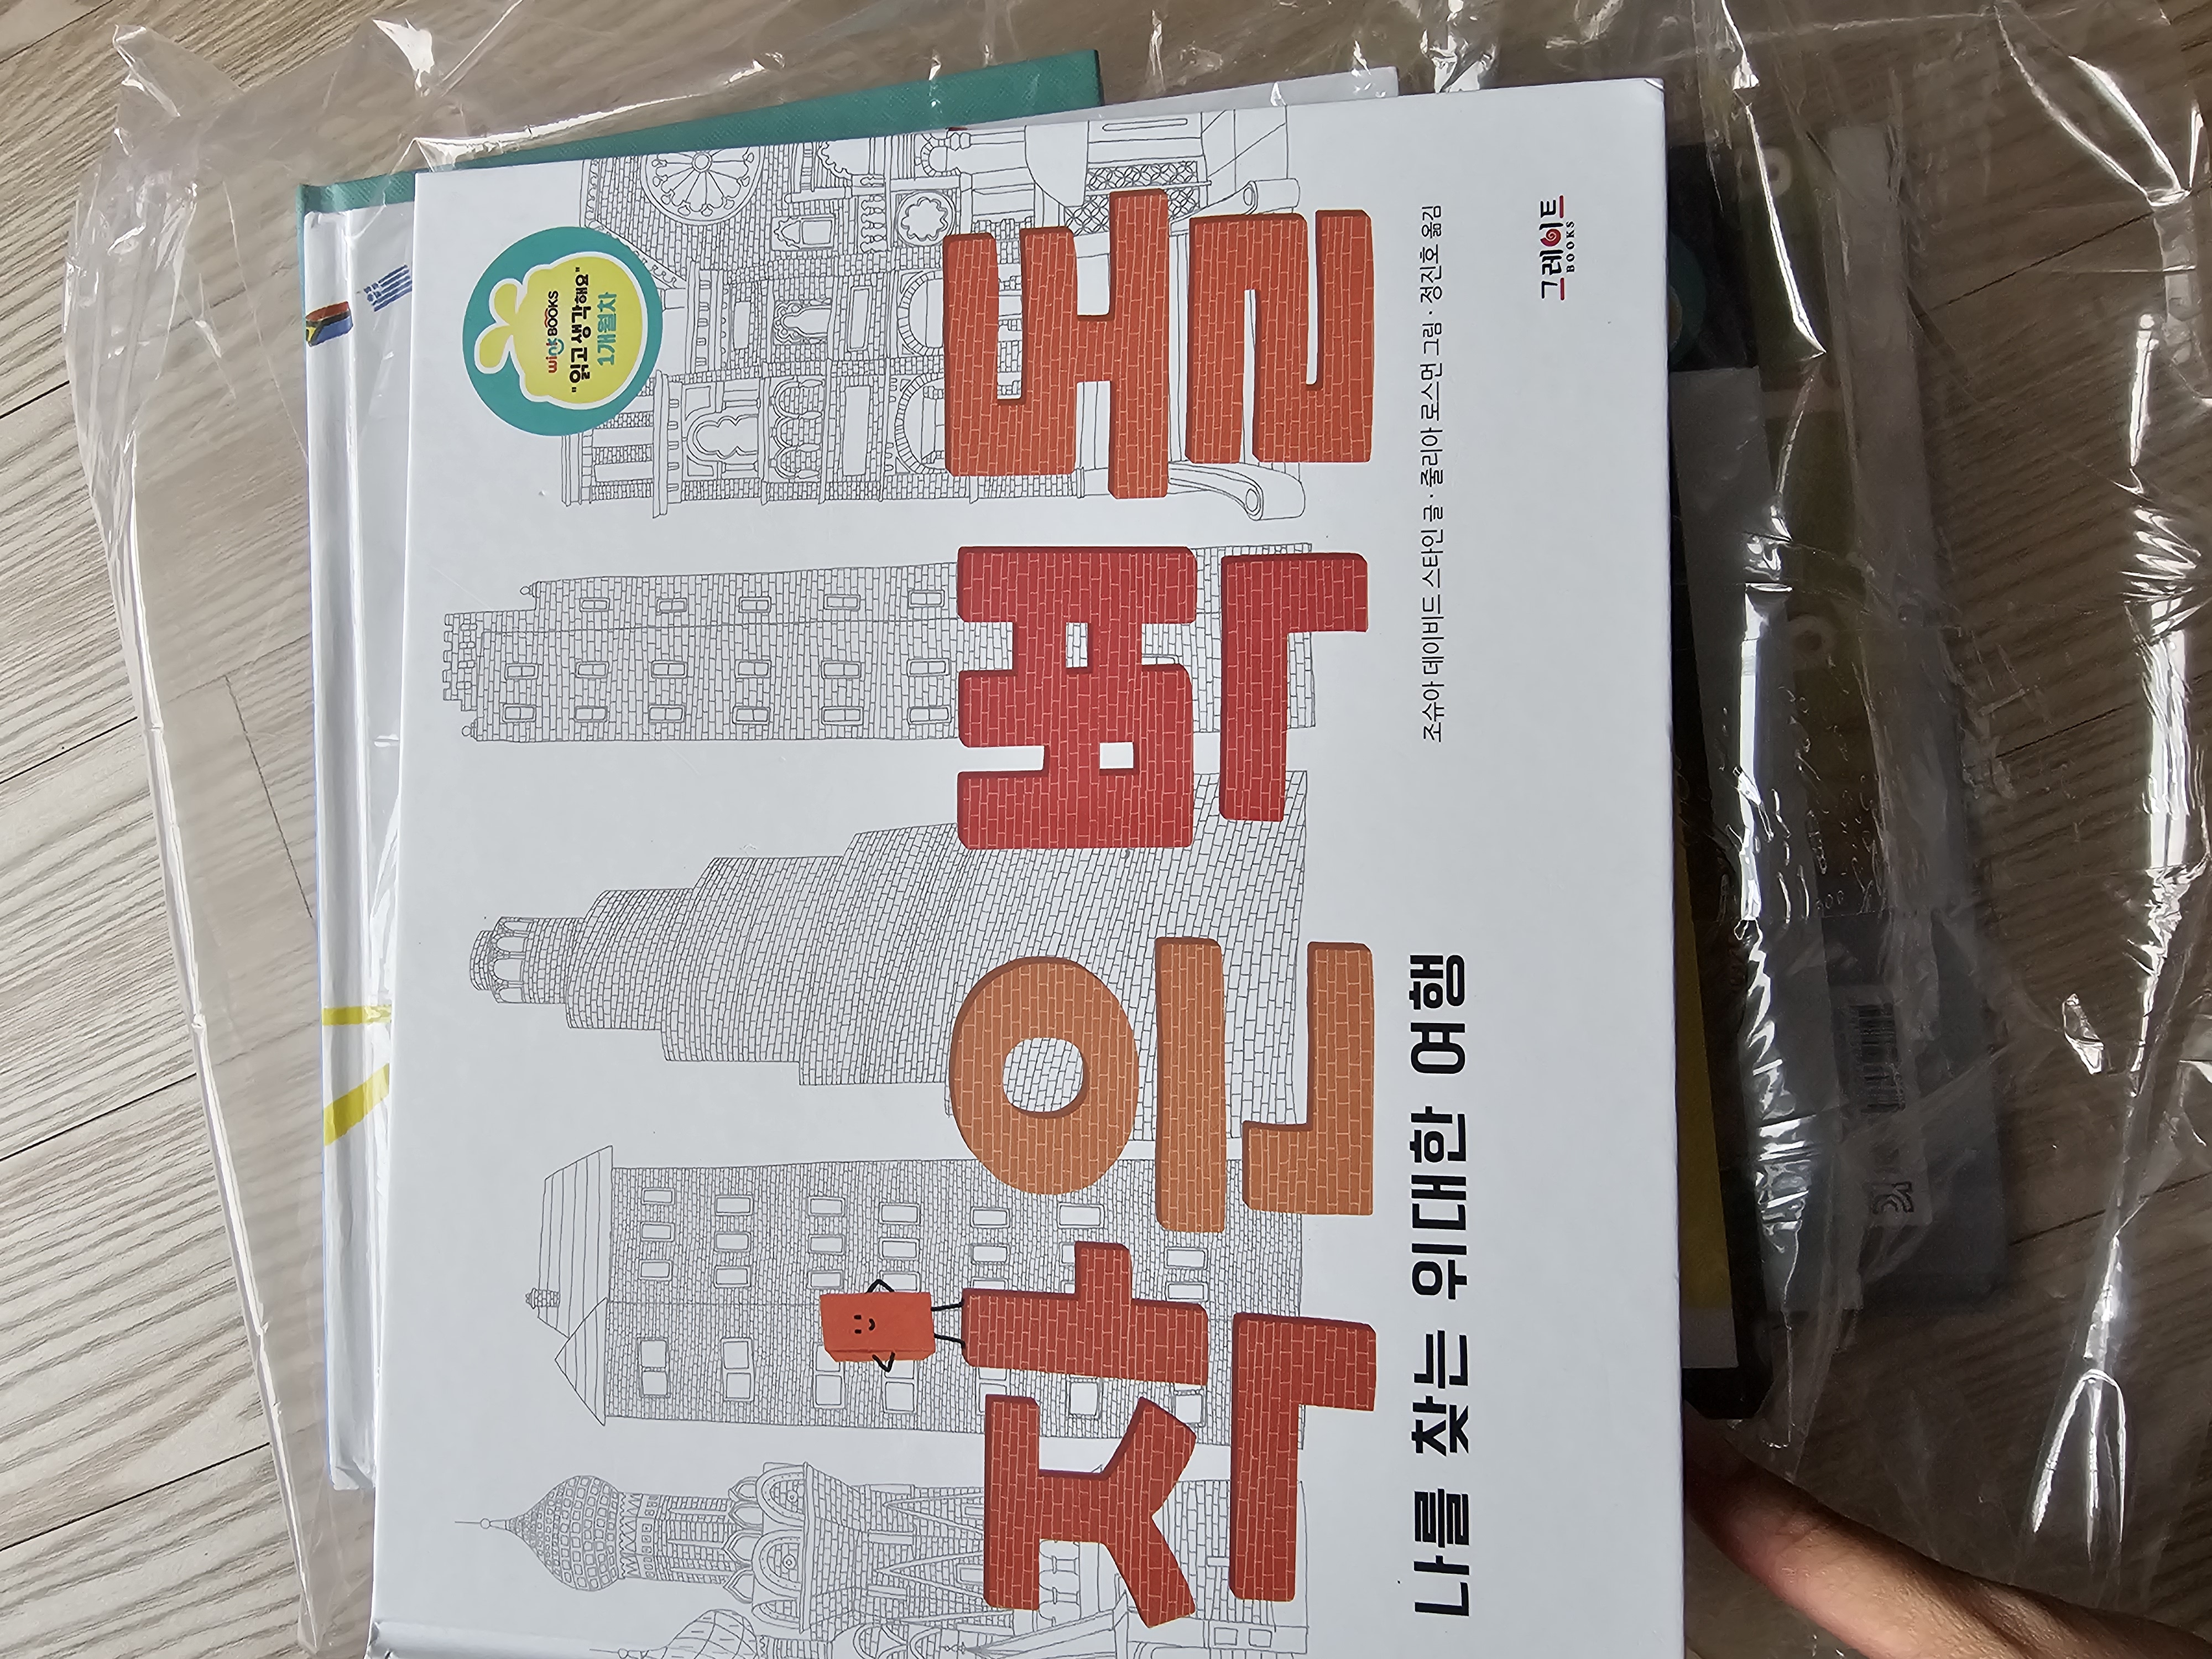 wink BOOKS
"읽고 생각해요"
1개월차
작은 벽돌
나를 찾는 위대한 여행
조슈아 데이비드 스타인 글 · 줄리아 로스먼 그림 · 정진호 옮김
그레이트
BOOKS